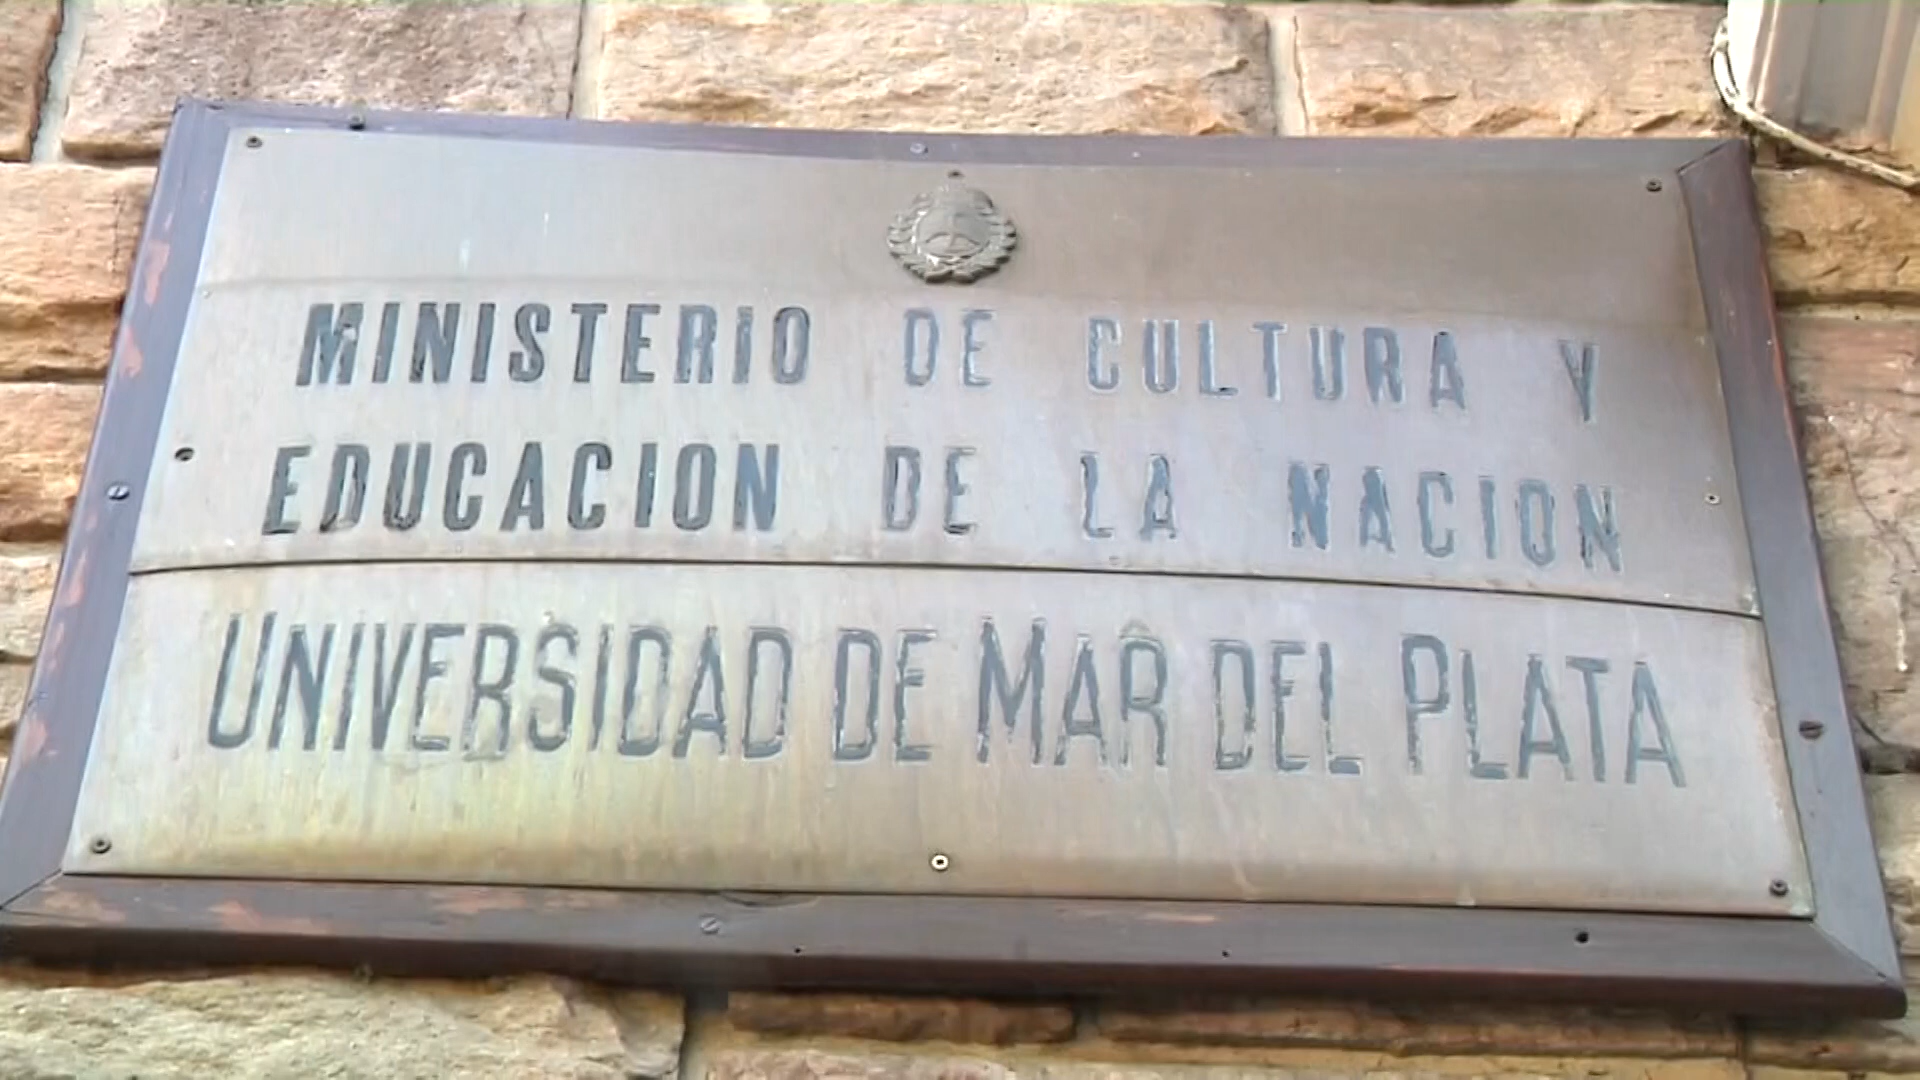 MINISTERIO DE CULTURA Y
EDUCACION DE LA NACION
UNIVERSIDAD DE MAR DEL PLATA